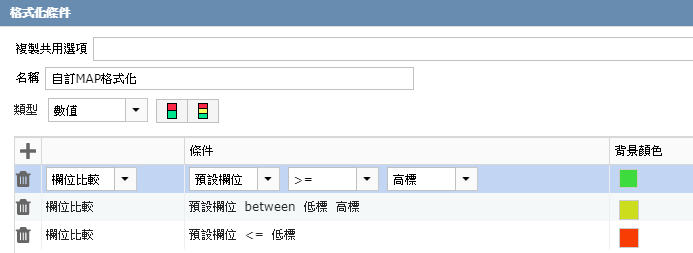 格式化條件
複製共用選項
名稱 自訂MAP格式化
類型 數值
條件 背景顏色
欄位比較 預設欄位 >= 高標
欄位比較 預設欄位 between 低標 高標
欄位比較 預設欄位 <= 低標